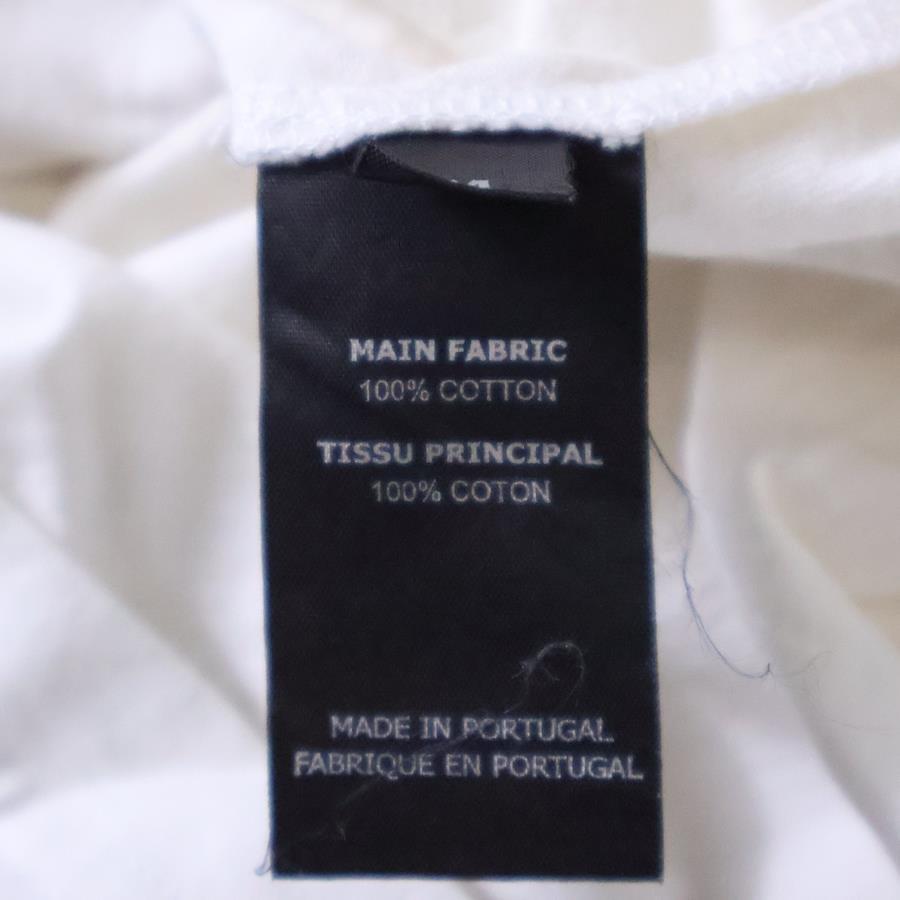 MAIN FABRIC
100% COTTON
TISSU PRINCIPAL
100% COTON
MADE IN PORTUGAL
FABRIQUE EN PORTUGAL